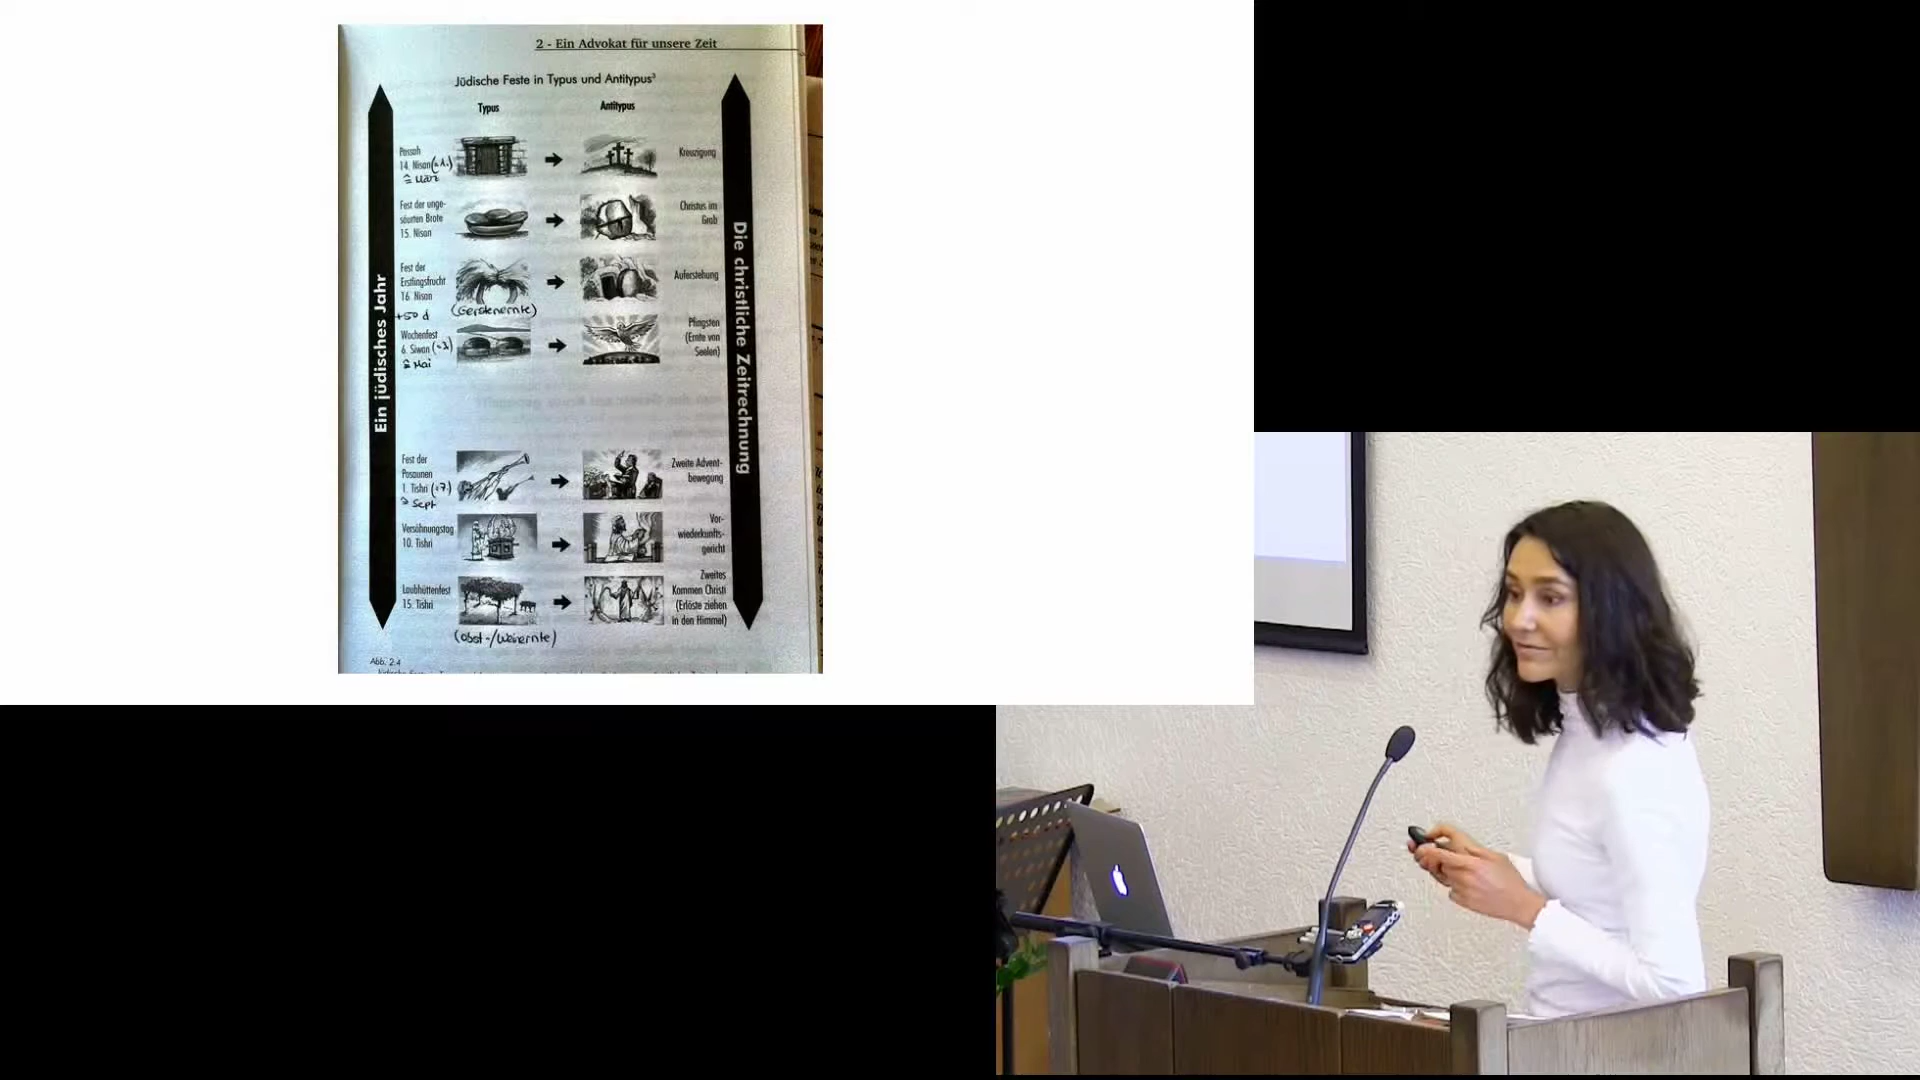 2 - Ein Advokat für unsere Zeit
Jüdische Feste in Typus und Antitypus³
Typus
Antitypus
Ein jüdisches Jahr
Die christliche Zeitrechnung
Passah
14. Nisan (=1.)
≙ März
Kreuzigung
Fest der unge-
säuerten Brote
15. Nisan
Christus im
Grab
Fest der
Erstlingsfrucht
16. Nisan
(Gerstenernte)
Auferstehung
+50 d
Wochenfest
6. Siwan (=3)
≙ Mai
Pfingsten
(Ernte von
Seelen)
Fest der
Posaunen
1. Tishri (=7.)
≙ Sept
Zweite Advent-
bewegung
Versöhnungstag
10. Tishri
Vor-
wiederkunfts-
gericht
Laubhüttenfest
15. Tishri
(Obst-/Weinernte)
Zweites
Kommen Christi
(Erlöste ziehen
in den Himmel)
Abb. 2.4